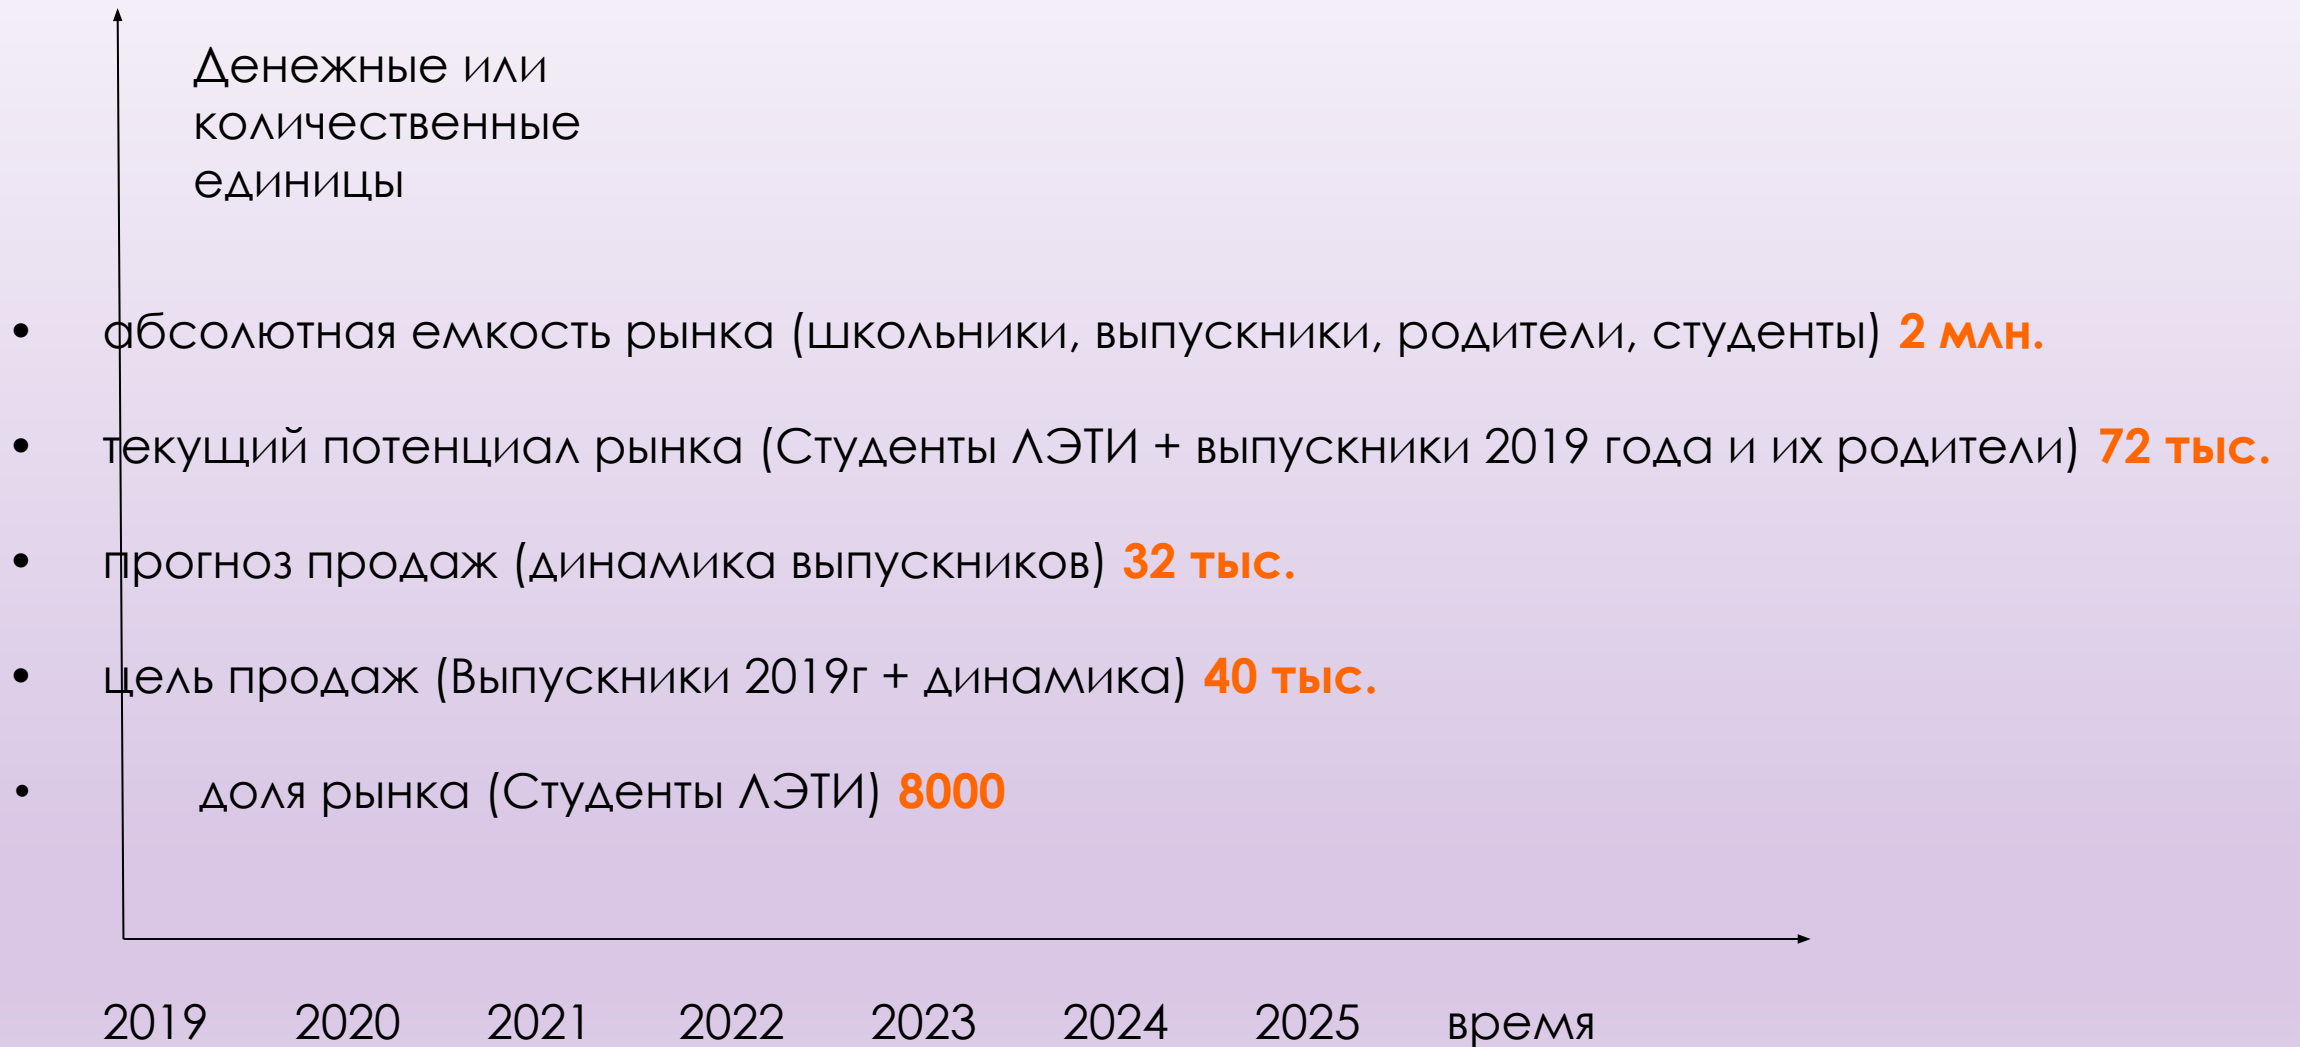 Денежные или
количественные
единицы
• абсолютная емкость рынка (школьники, выпускники, родители, студенты) 2 млн.
• текущий потенциал рынка (Студенты ЛЭТИ + выпускники 2019 года и их родители) 72 тыс.
• прогноз продаж (динамика выпускников) 32 тыс.
• цель продаж (Выпускники 2019г + динамика) 40 тыс.
• доля рынка (Студенты ЛЭТИ) 8000
2019 2020 2021 2022 2023 2024 2025 время